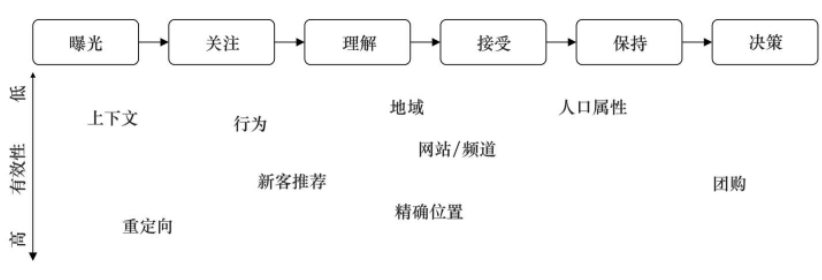 曝光 关注 理解 接受 保持 决策
低
有效性
高
上下文 行为 地域 人口属性
网站/频道
新客推荐 团购
重定向 精确位置